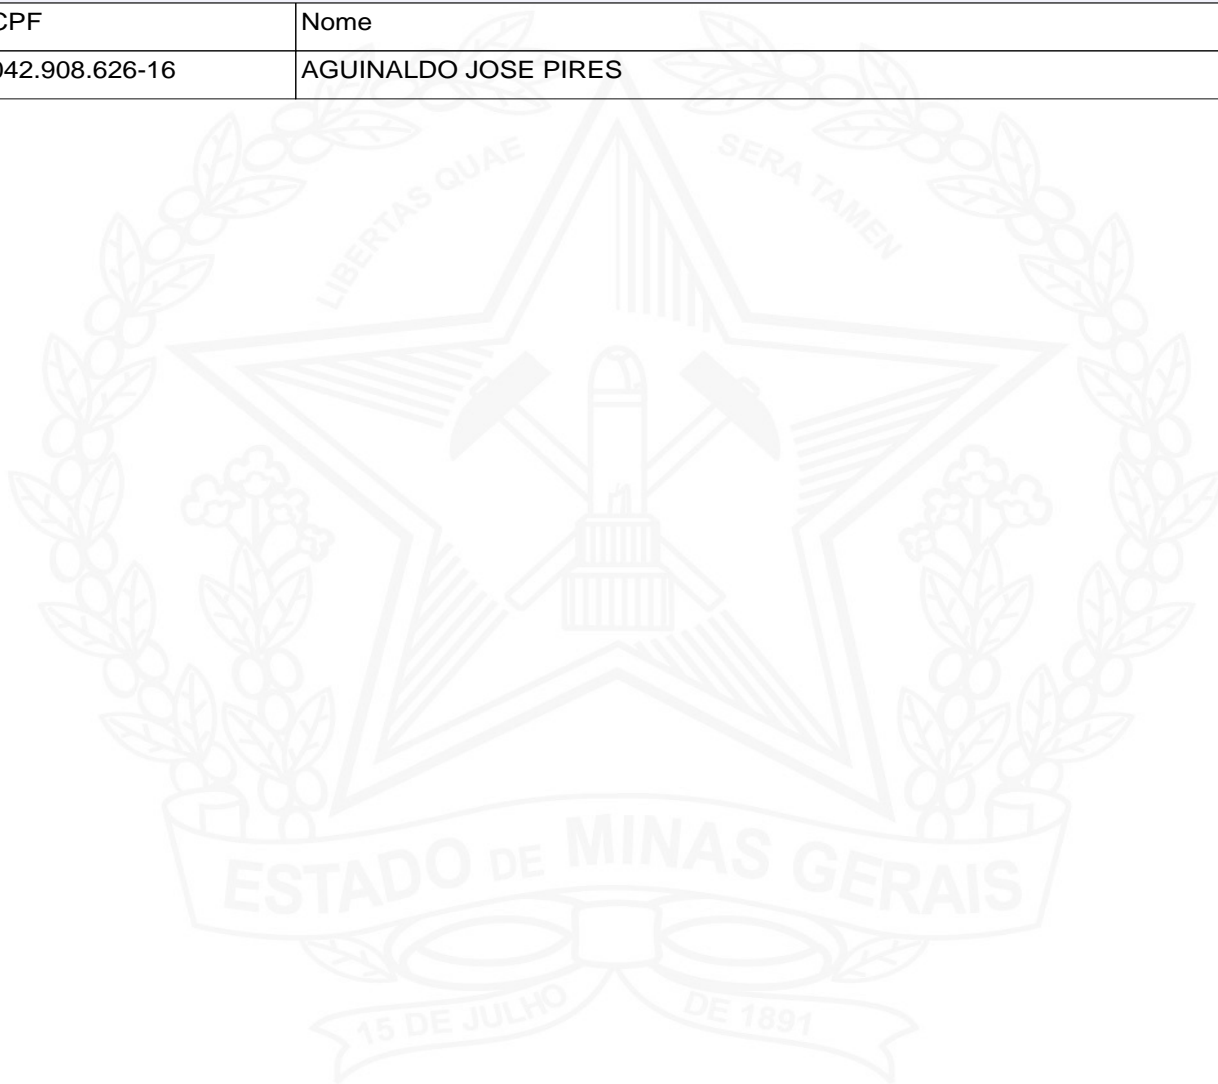 CPF Nome
042.908.626-16 AGUINALDO JOSE PIRES
LIBERTAS QUAE SERA TAMEN
ESTADO DE MINAS GERAIS
15 DE JULHO DE 1891